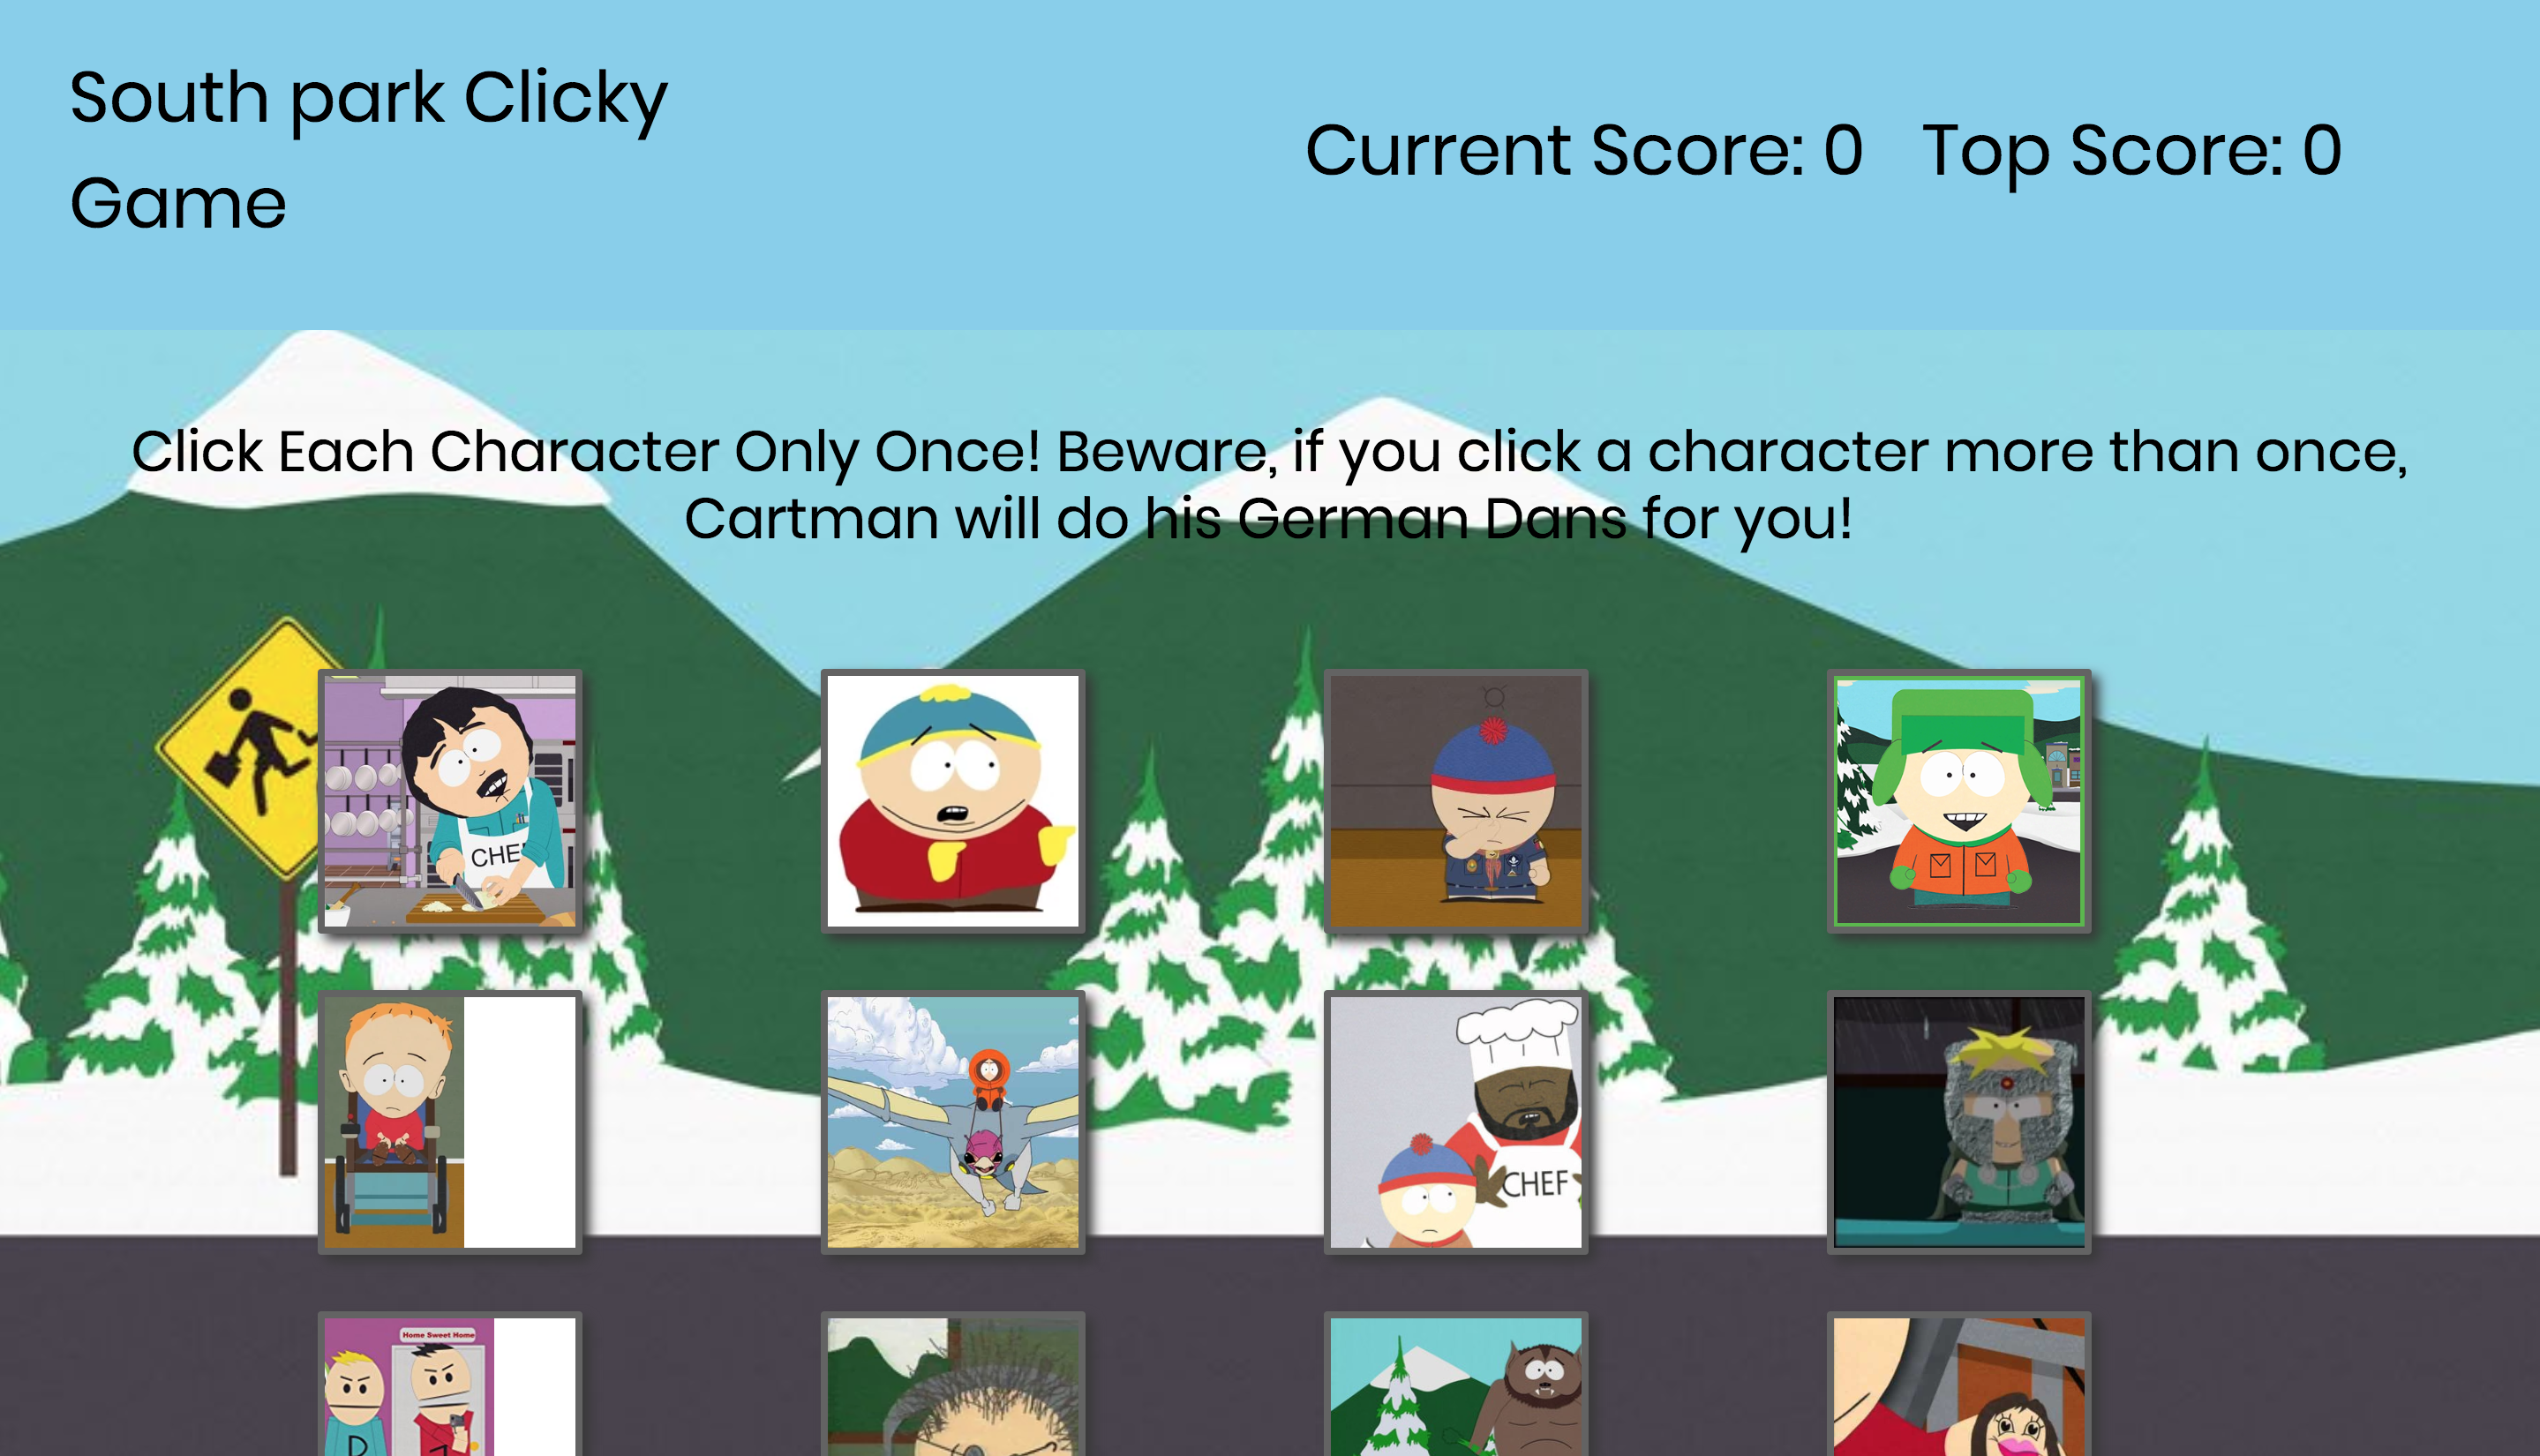 South park Clicky
Game
Current Score: 0 Top Score: 0
Click Each Character Only Once! Beware, if you click a character more than once,
Cartman will do his German Dans for you!
CHEF
CHEF
Home Sweet Home